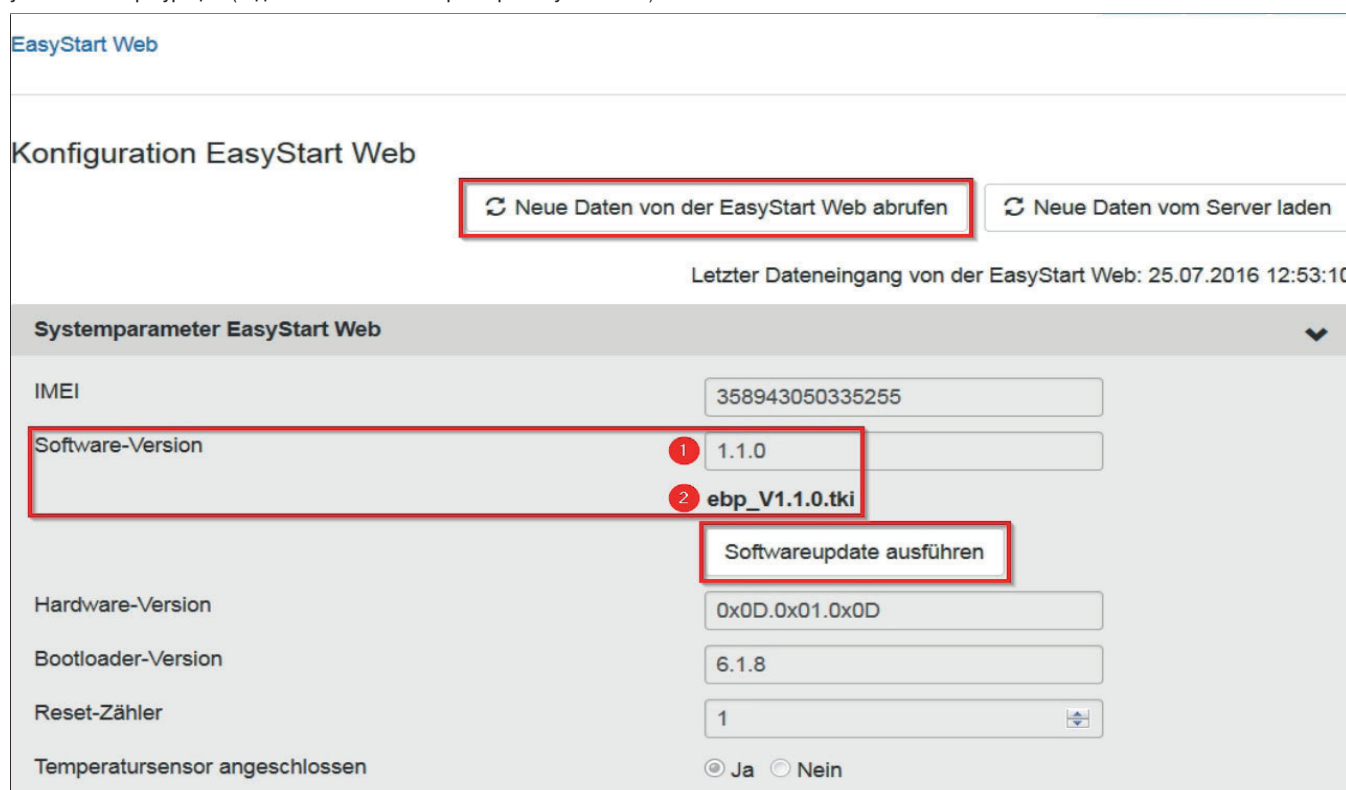 EasyStart Web
Konfiguration EasyStart Web
Neue Daten von der EasyStart Web abrufen
Neue Daten vom Server laden
Letzter Dateneingang von der EasyStart Web: 25.07.2016 12:53:10
Systemparameter EasyStart Web
IMEI 358943050335255
Software-Version 1 1.1.0
2 ebp_V1.1.0.tki
Softwareupdate ausführen
Hardware-Version 0x0D.0x01.0x0D
Bootloader-Version 6.1.8
Reset-Zähler 1
Temperatursensor angeschlossen Ja Nein